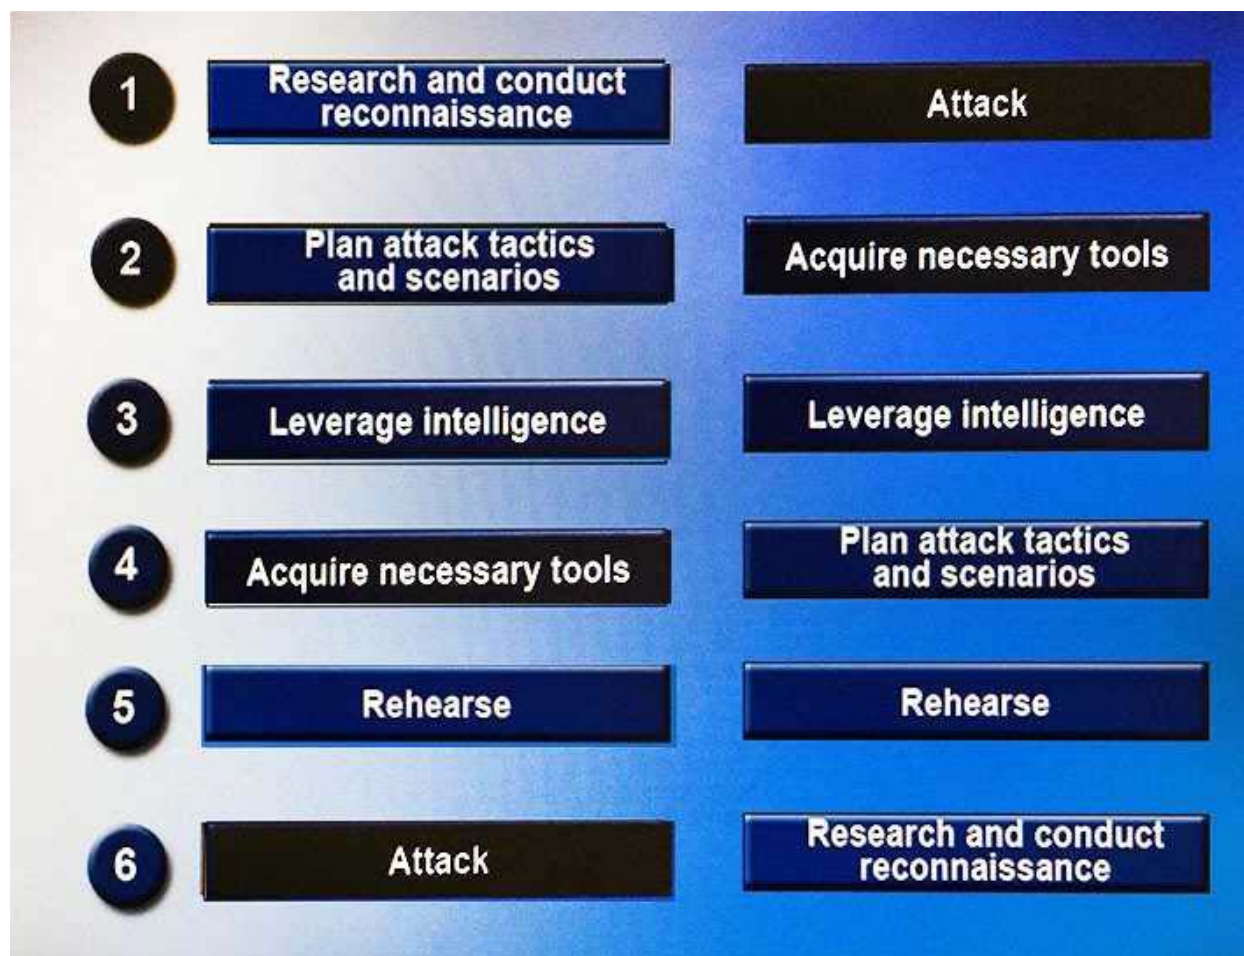 1
Research and conduct
reconnaissance
Attack
2
Plan attack tactics
and scenarios
Acquire necessary tools
3
Leverage intelligence
Leverage intelligence
4
Acquire necessary tools
Plan attack tactics
and scenarios
5
Rehearse
Rehearse
6
Attack
Research and conduct
reconnaissance